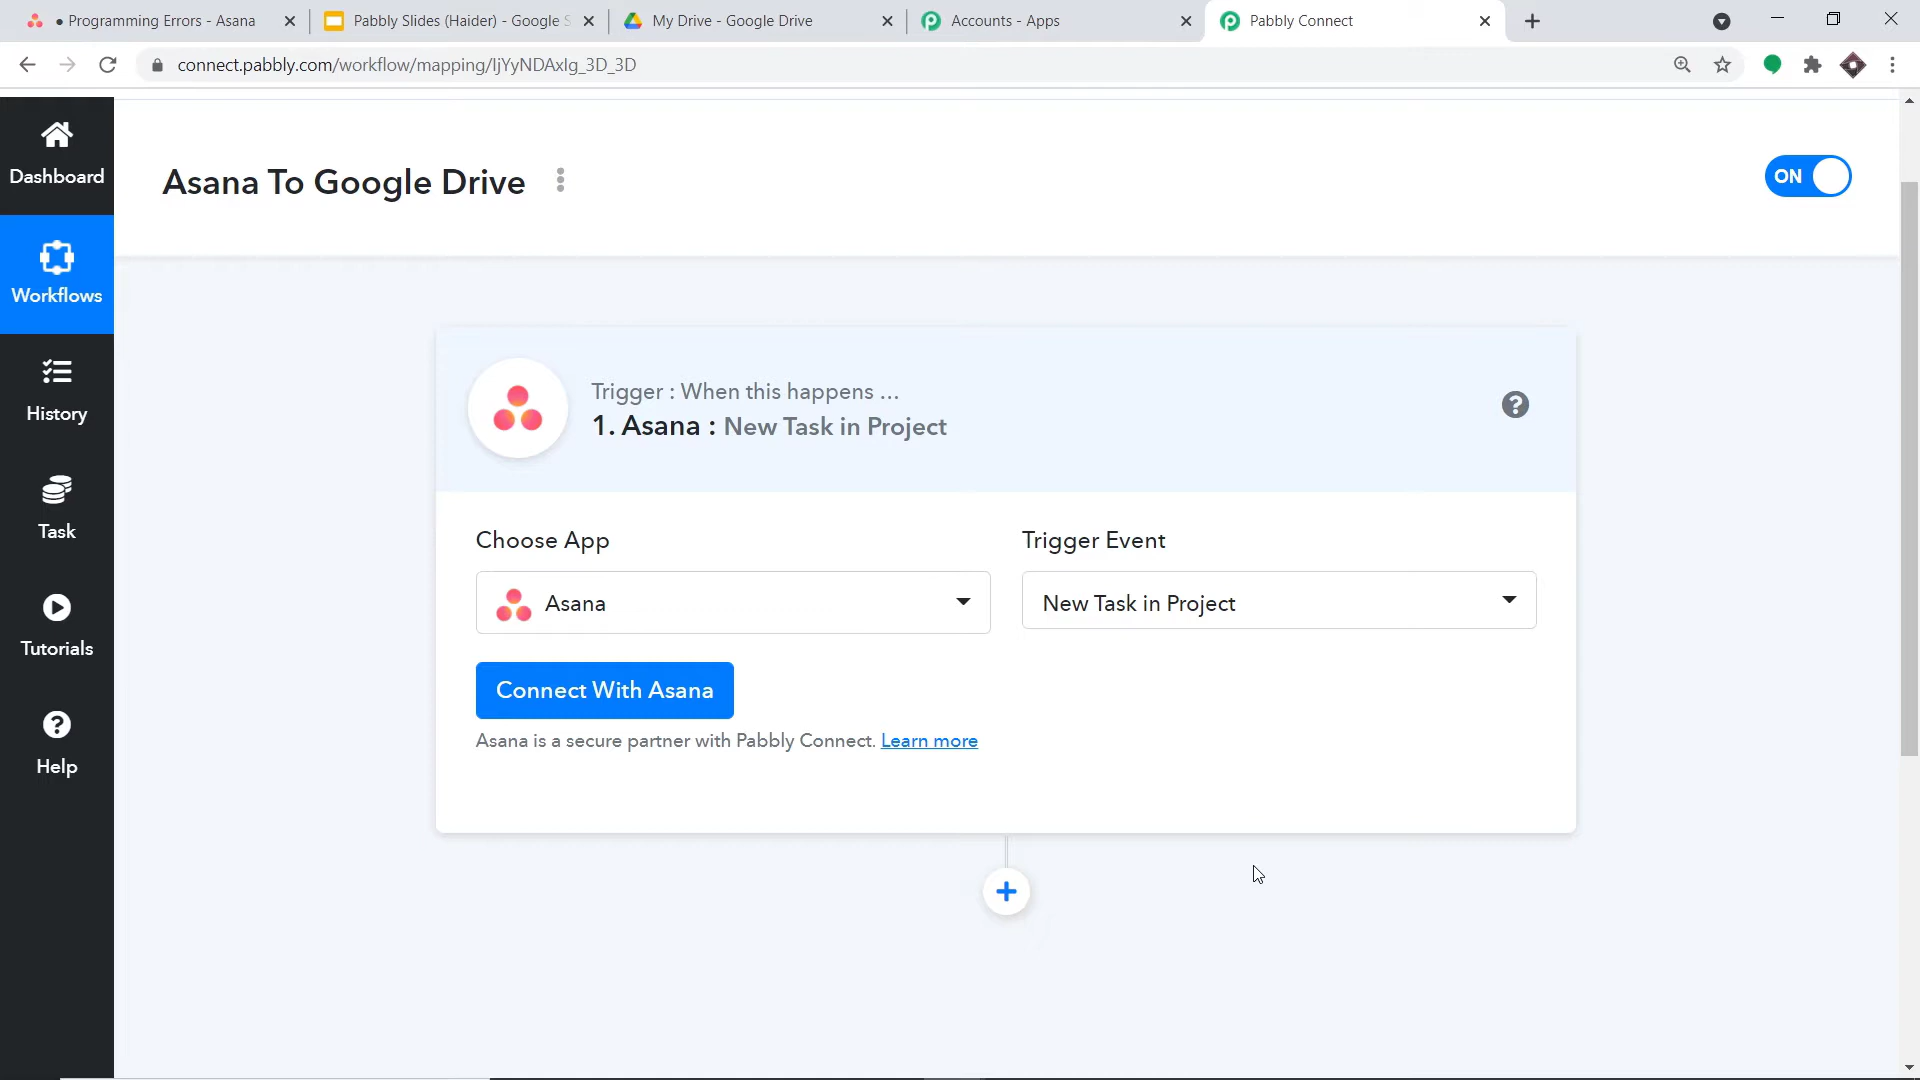 Programming Errors - Asana
Pabbly Slides (Haider) - Google S
My Drive - Google Drive
Accounts - Apps
Pabbly Connect
connect.pabbly.com/workflow/mapping/IjYyNDAxIg_3D_3D
Dashboard
Asana To Google Drive
ON
Workflows
History
Trigger : When this happens ...
1. Asana : New Task in Project
Task
Choose App
Trigger Event
Asana
New Task in Project
Tutorials
Connect With Asana
Asana is a secure partner with Pabbly Connect. Learn more
Help